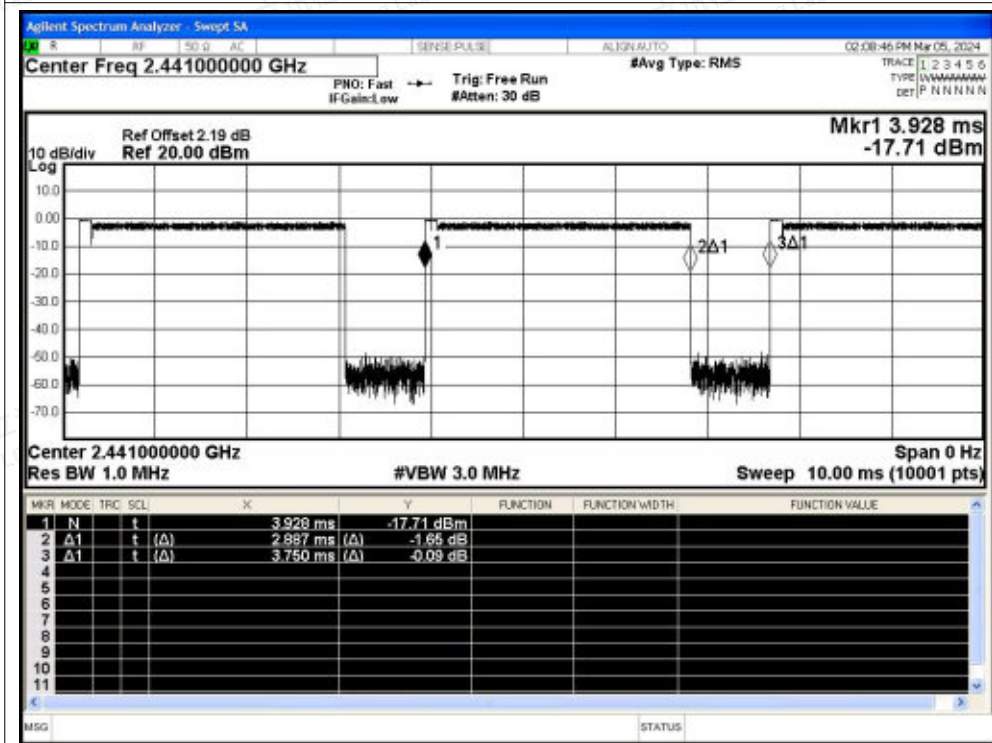 Agilent Spectrum Analyzer - Swept SA
R RF 50 Ω AC SENSE:PULSE ALIGN AUTO 02:08:46 PM Mar 05, 2024
Center Freq 2.441000000 GHz #Avg Type: RMS TRACE 1 2 3 4 5 6
PNO: Fast Trig: Free Run TYPE
IFGain:Low #Atten: 30 dB DET P N N N N N
Mkr1 3.928 ms
Ref Offset 2.19 dB
10 dB/div Ref 20.00 dBm -17.71 dBm
Log
10.0
0.00
-10.0
1 2Δ1 3Δ1
-20.0
-30.0
-40.0
-50.0
-60.0
-70.0
Center 2.441000000 GHz Span 0 Hz
Res BW 1.0 MHz #VBW 3.0 MHz Sweep 10.00 ms (10001 pts)
MKR MODE TRC SCL X Y FUNCTION FUNCTION WIDTH FUNCTION VALUE
1 N t 3.928 ms -17.71 dBm
2 Δ1 t (Δ) 2.887 ms (Δ) -1.65 dB
3 Δ1 t (Δ) 3.750 ms (Δ) -0.09 dB
4
5
6
7
8
9
10
11
MSG STATUS